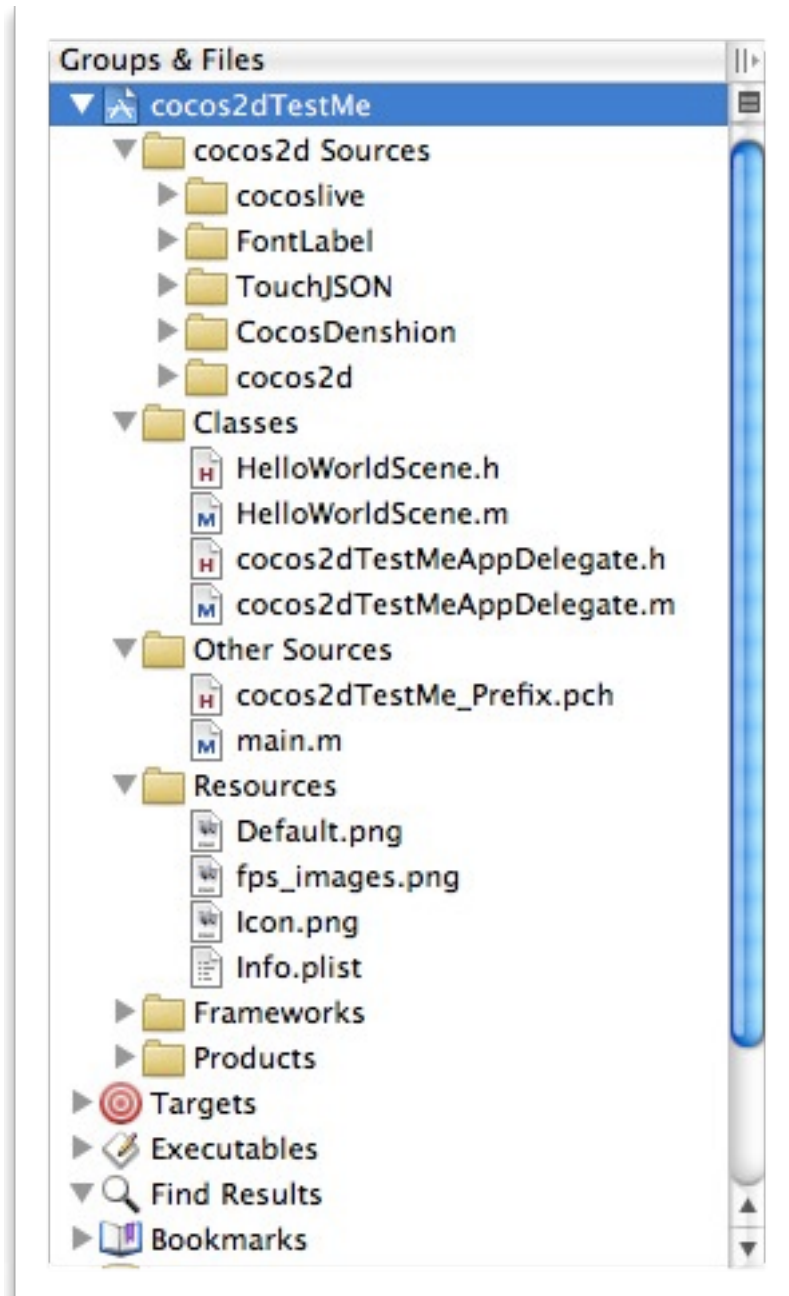 Groups & Files
cocos2dTestMe
cocos2d Sources
cocoslive
FontLabel
TouchJSON
CocosDenshion
cocos2d
Classes
HelloWorldScene.h
HelloWorldScene.m
cocos2dTestMeAppDelegate.h
cocos2dTestMeAppDelegate.m
Other Sources
cocos2dTestMe_Prefix.pch
main.m
Resources
Default.png
fps_images.png
Icon.png
Info.plist
Frameworks
Products
Targets
Executables
Find Results
Bookmarks